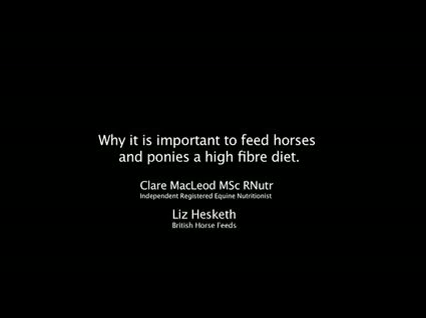 Why it is important to feed horses
and ponies a high fibre diet.
Clare MacLeod MSc RNutr
Independent Registered Equine Nutritionist
Liz Hesketh
British Horse Feeds